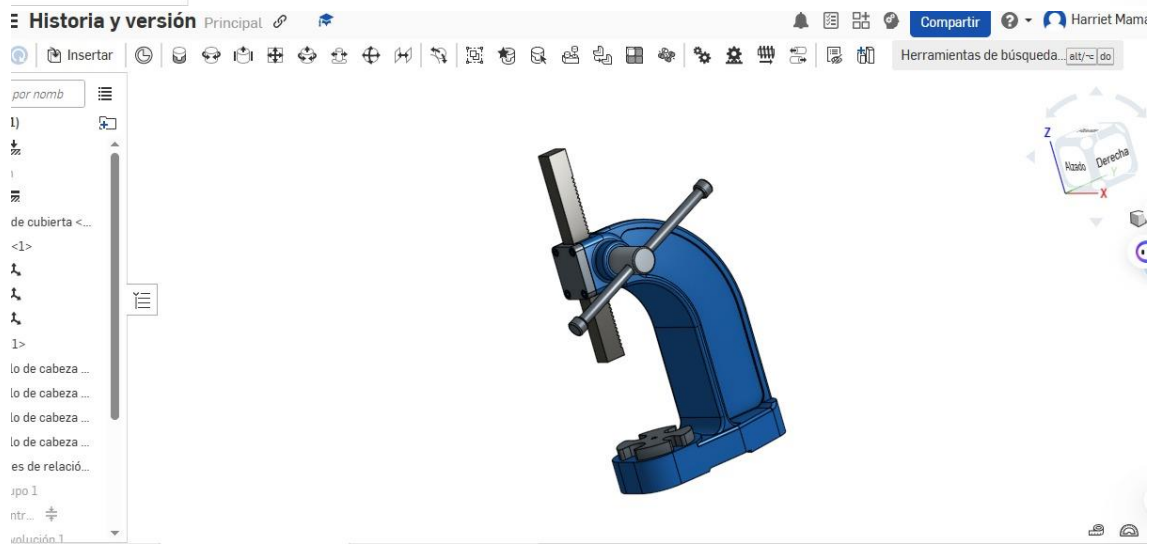 Historia y versión Principal
Compartir
Harriet Mama
Insertar
Herramientas de búsqueda... alt/⌥ do
por nomb
1)
de cubierta <...
<1>
1>
lo de cabeza ...
lo de cabeza ...
lo de cabeza ...
lo de cabeza ...
es de relació...
upo 1
ntr...
volución 1
Z
Alzado
Derecha
Y
X